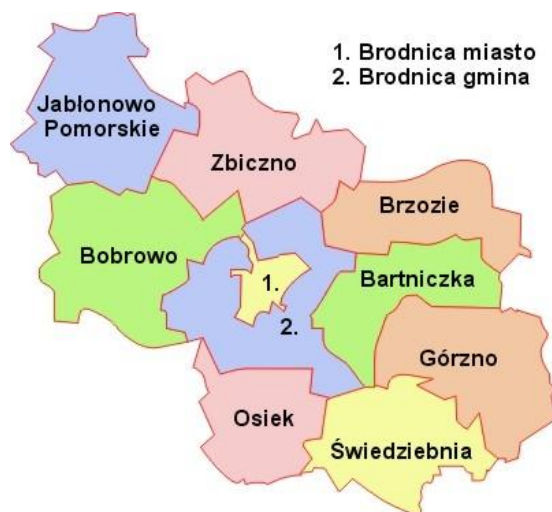 1. Brodnica miasto
2. Brodnica gmina
Jabłonowo
Pomorskie
Zbiczno
Brzozie
Bobrowo
Bartniczka
1.
2.
Górzno
Osiek
Świedziebnia